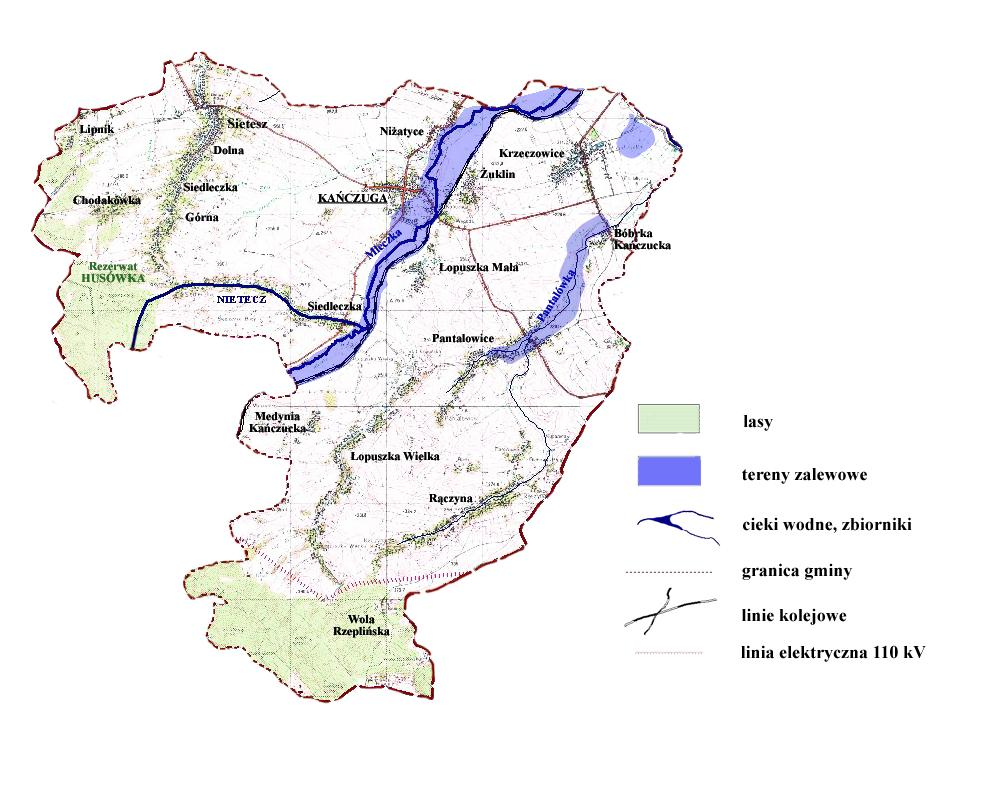 Lipnik
Sietesz
Dolna
Siedleczka
Górna
Chodakówka
Niżatyce
KAŃCZUGA
Żuklin
Krzeczowice
Bóbrka
Kańczucka
Mleczka
Rezerwat
HUSÓWKA
NIETECZ
Siedleczka
Łopuszka Mała
Pantalówka
Pantalowice
Medynia
Kańczucka
Łopuszka Wielka
Rączyna
Wola
Rzeplińska
lasy
tereny zalewowe
cieki wodne, zbiorniki
granica gminy
linie kolejowe
linia elektryczna 110 kV